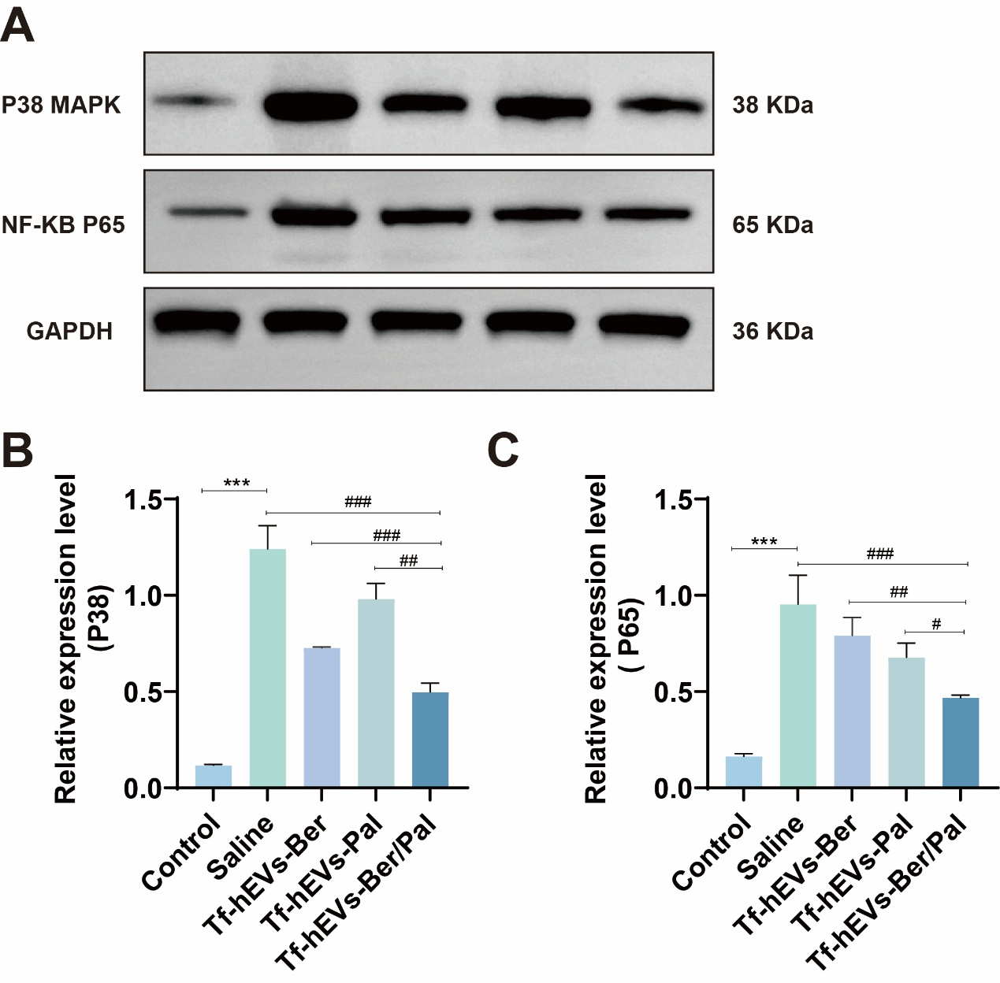 A
P38 MAPK
38 KDa
NF-KB P65
65 KDa
GAPDH
36 KDa
B
Relative expression level
(P38)
1.5
1.0
0.5
0.0
***
###
###
##
Control
Saline
Tf-hEVs-Ber
Tf-hEVs-Pal
Tf-hEVs-Ber/Pal
C
Relative expression level
( P65)
1.5
1.0
0.5
0.0
***
###
##
#
Control
Saline
Tf-hEVs-Ber
Tf-hEVs-Pal
Tf-hEVs-Ber/Pal